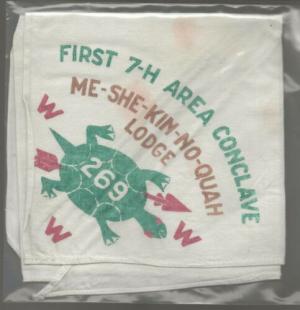 FIRST 7-H AREA CONCLAVE
ME-SHE-KIN-NO-QUAH
LODGE
W
269
W
W